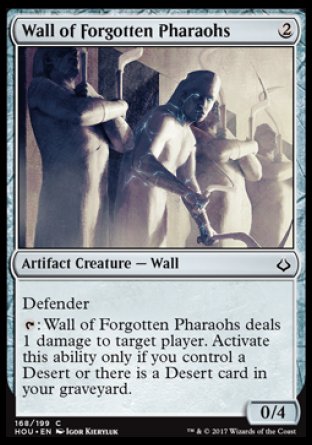 Wall of Forgotten Pharaohs 2
Artifact Creature — Wall
Defender
: Wall of Forgotten Pharaohs deals
1 damage to target player. Activate
this ability only if you control a
Desert or there is a Desert card in
your graveyard.
0/4
168/199 C
HOU • EN Igor Kieryluk
™ & © 2017 Wizards of the Coast